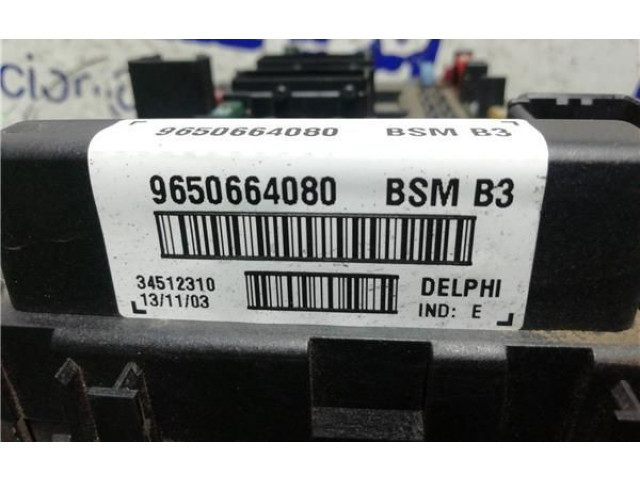 9650664080 BSM B3
9650664080 BSM B3
34512310
13/11/03
DELPHI
IND: E